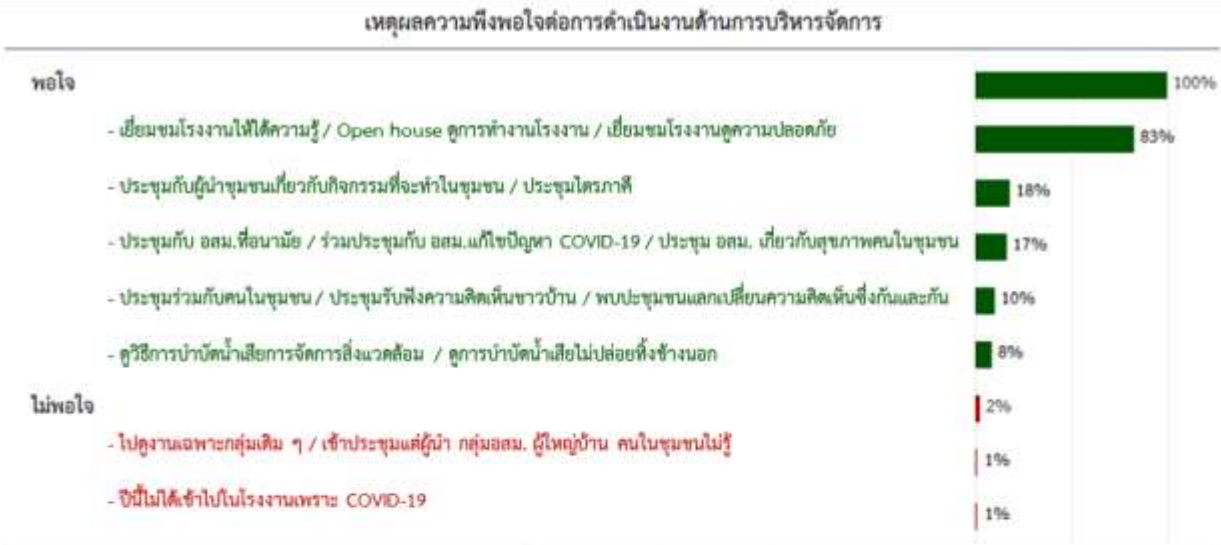 เหตุผลความพึงพอใจต่อการดำเนินงานด้านการบริหารจัดการ
พอใจ 100%
- เยี่ยมชมโรงงานให้ได้ความรู้ / Open house ดูการทำงานโรงงาน / เยี่ยมชมโรงงานดูความปลอดภัย 83%
- ประชุมกับผู้นำชุมชนเกี่ยวกับกิจกรรมที่จะทำในชุมชน / ประชุมไตรภาคี 18%
- ประชุมกับ อสม.ที่อนามัย / ร่วมประชุมกับ อสม.แก้ไขปัญหา COVID-19 / ประชุม อสม. เกี่ยวกับสุขภาพคนในชุมชน 17%
- ประชุมร่วมกับคนในชุมชน / ประชุมรับฟังความคิดเห็นชาวบ้าน / พบปะชุมชนแลกเปลี่ยนความคิดเห็นซึ่งกันและกัน 10%
- ดูวิธีการบำบัดน้ำเสียการจัดการสิ่งแวดล้อม / ดูการบำบัดน้ำเสียไม่ปล่อยทิ้งข้างนอก 8%
ไม่พอใจ 2%
- ไปดูงานเฉพาะกลุ่มเดิม ๆ / เข้าประชุมแต่ผู้นำ กลุ่มอสม. ผู้ใหญ่บ้าน คนในชุมชนไม่รู้ 1%
- ปีนี้ไม่ได้เข้าไปในโรงงานเพราะ COVID-19 1%